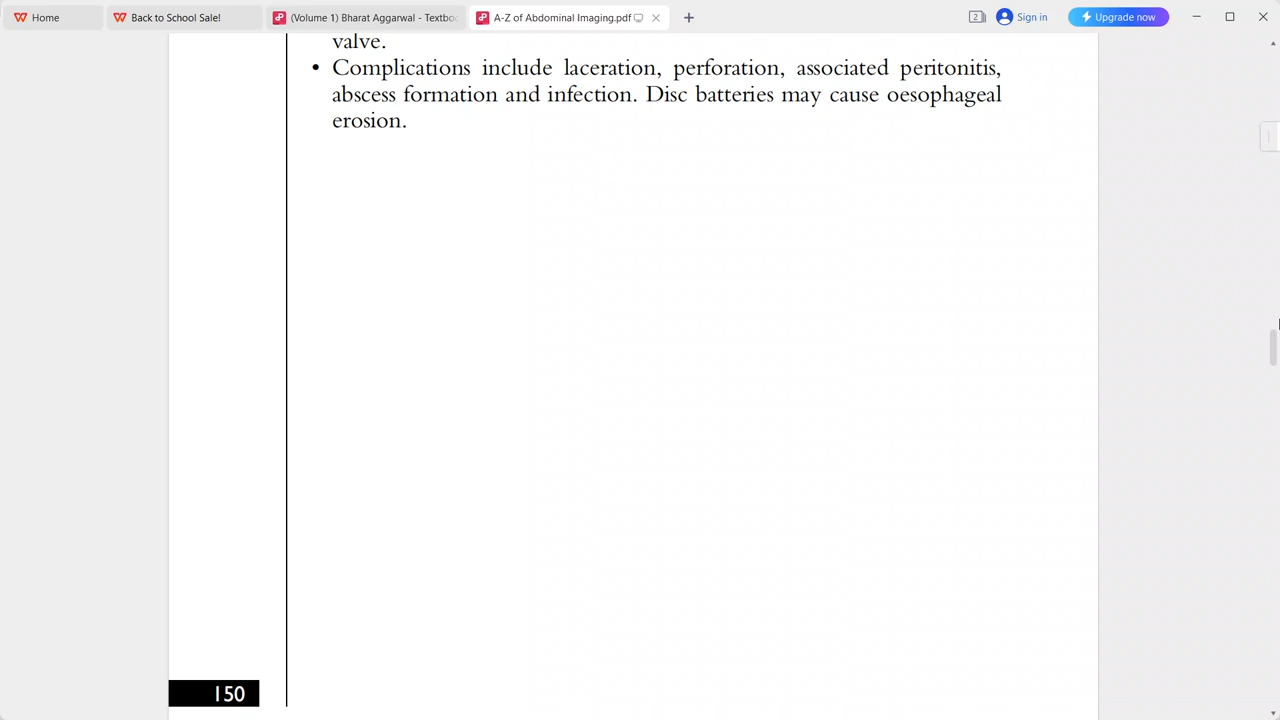 Home
Back to School Sale!
(Volume 1) Bharat Aggarwal - Textbo
A-Z of Abdominal Imaging.pdf
2
Sign in
Upgrade now
valve.
• Complications include laceration, perforation, associated peritonitis,
abscess formation and infection. Disc batteries may cause oesophageal
erosion.
150